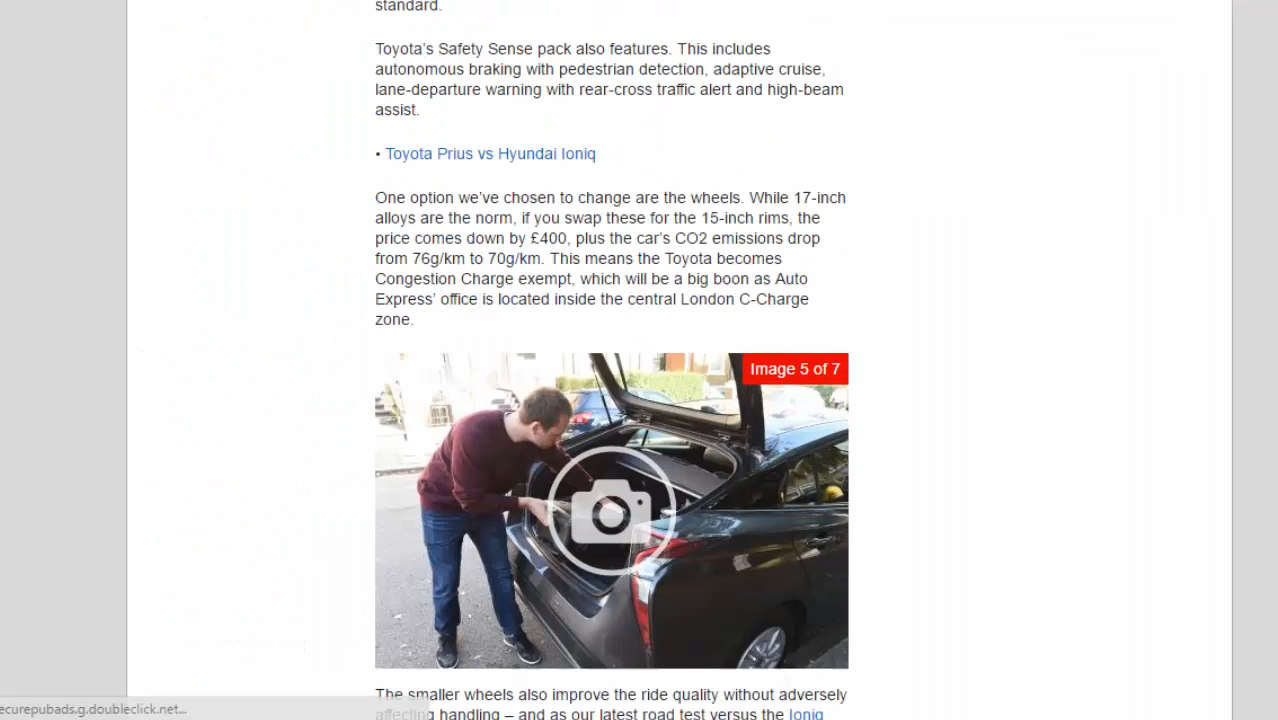 standard.
Toyota’s Safety Sense pack also features. This includes
autonomous braking with pedestrian detection, adaptive cruise,
lane-departure warning with rear-cross traffic alert and high-beam
assist.
• Toyota Prius vs Hyundai Ioniq
One option we’ve chosen to change are the wheels. While 17-inch
alloys are the norm, if you swap these for the 15-inch rims, the
price comes down by £400, plus the car’s CO2 emissions drop
from 76g/km to 70g/km. This means the Toyota becomes
Congestion Charge exempt, which will be a big boon as Auto
Express’ office is located inside the central London C-Charge
zone.
Image 5 of 7
The smaller wheels also improve the ride quality without adversely
affecting handling – and as our latest road test versus the Ioniq
ecurepubads.g.doubleclick.net...